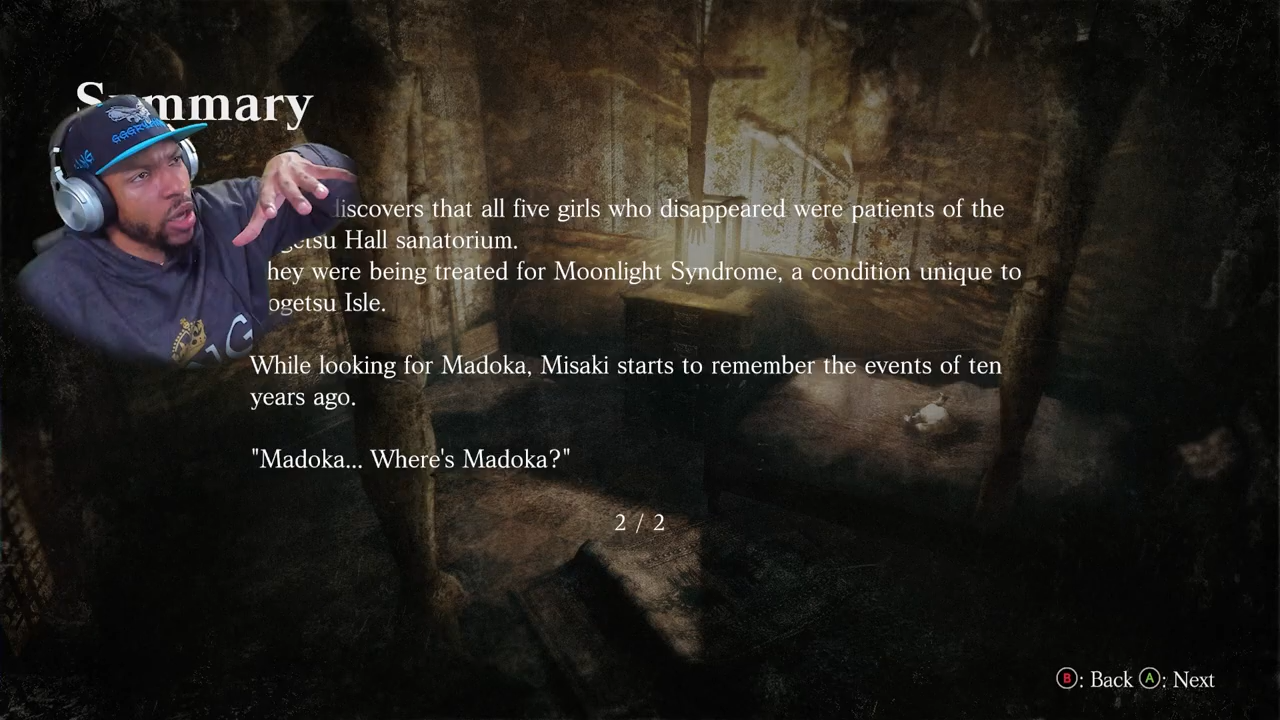 Summary
discovers that all five girls who disappeared were patients of the
ogetsu Hall sanatorium.
hey were being treated for Moonlight Syndrome, a condition unique to
ogetsu Isle.
While looking for Madoka, Misaki starts to remember the events of ten
years ago.
"Madoka... Where's Madoka?"
2 / 2
B: Back A: Next